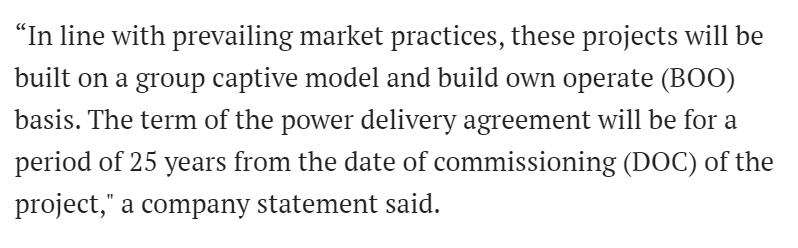 “In line with prevailing market practices, these projects will be
built on a group captive model and build own operate (BOO)
basis. The term of the power delivery agreement will be for a
period of 25 years from the date of commissioning (DOC) of the
project," a company statement said.